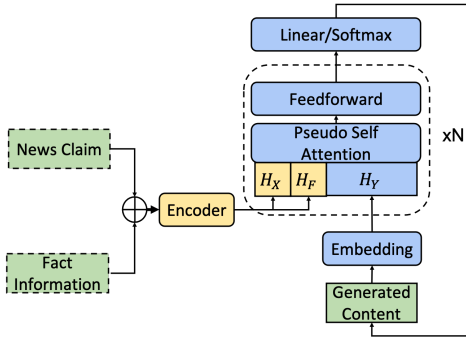 Linear/Softmax
Feedforward
Pseudo Self
Attention
xN
H_X H_F H_Y
News Claim
Encoder
Fact
Information
Embedding
Generated
Content